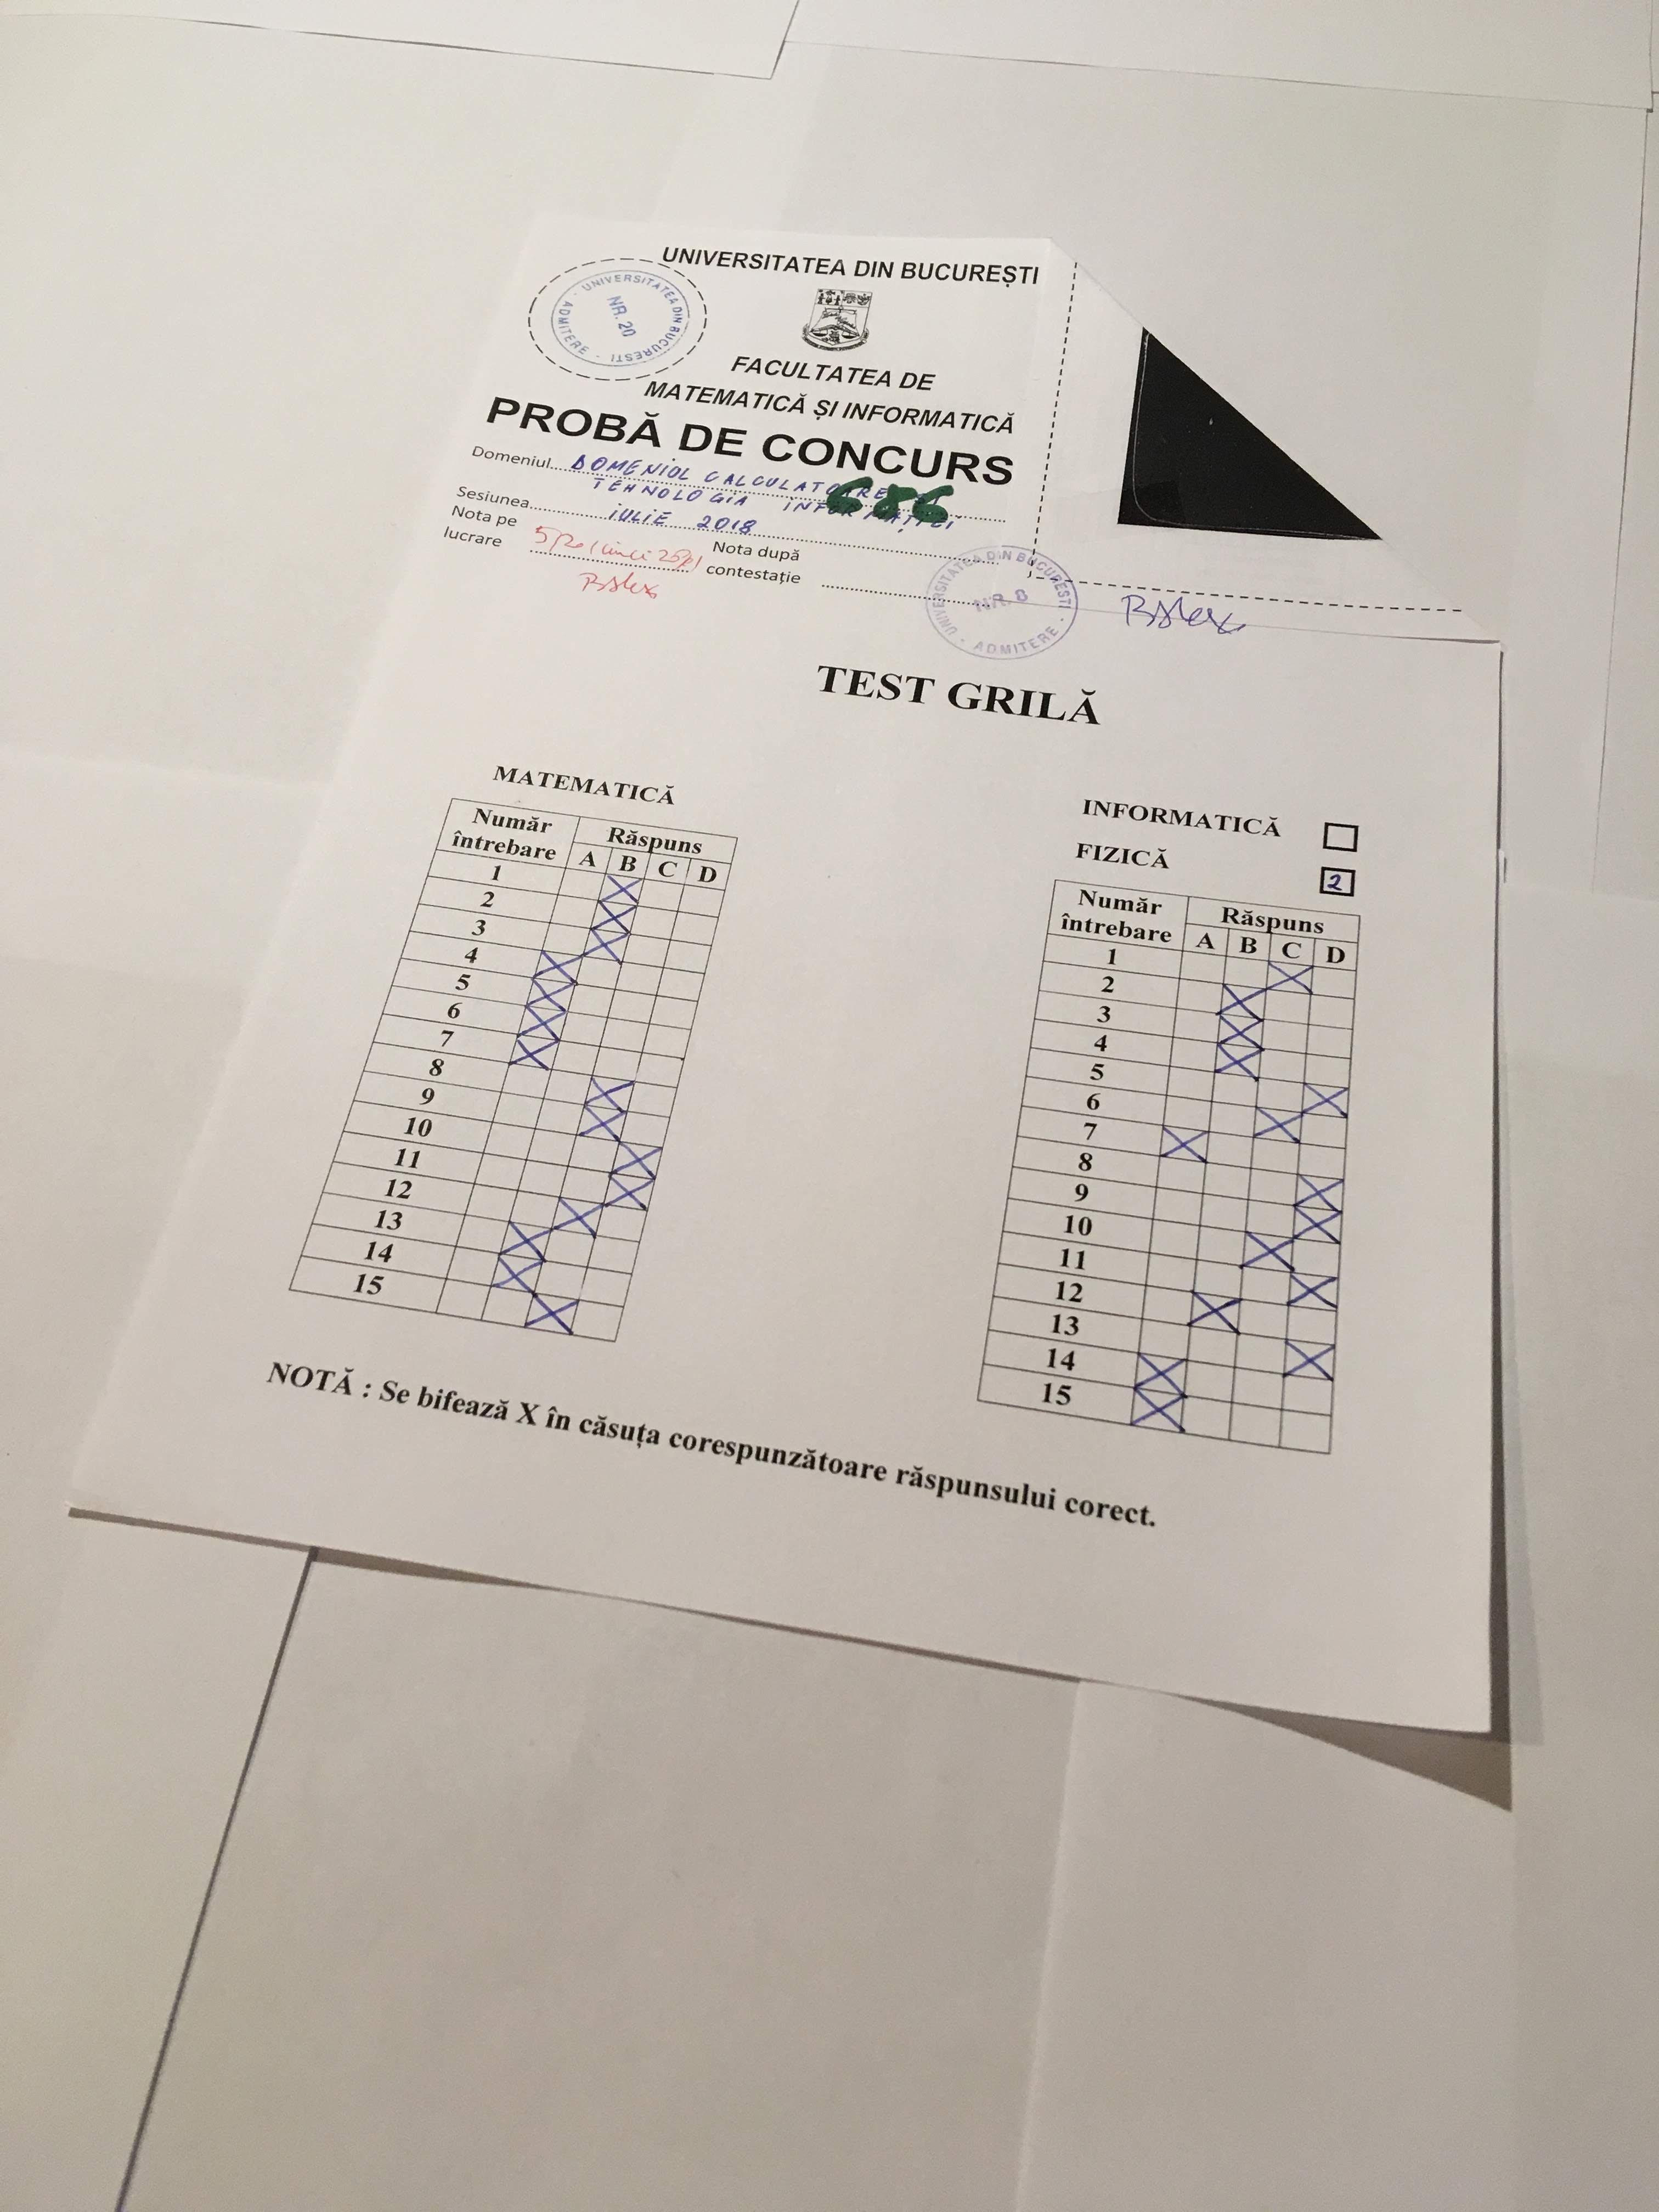 UNIVERSITATEA DIN BUCUREȘTI
UNIVERSITATEA DIN BUCUREȘTI · ADMITERE ·
NR. 20
FACULTATEA DE
MATEMATICĂ ȘI INFORMATICĂ
PROBĂ DE CONCURS
Domeniul DOMENIUL CALCULATOARE
TEHNOLOGIA INFORMAȚIEI
686
Sesiunea IULIE 2018
Nota pe
lucrare
Nota după
contestație
UNIVERSITATEA DIN BUCUREȘTI · ADMITERE ·
NR. 8
TEST GRILĂ
MATEMATICĂ
Număr întrebare Răspuns
A B C D
1
2
3
4
5
6
7
8
9
10
11
12
13
14
15
INFORMATICĂ
FIZICĂ 2
Număr întrebare Răspuns
A B C D
1
2
3
4
5
6
7
8
9
10
11
12
13
14
15
NOTĂ : Se bifează X în căsuța corespunzătoare răspunsului corect.